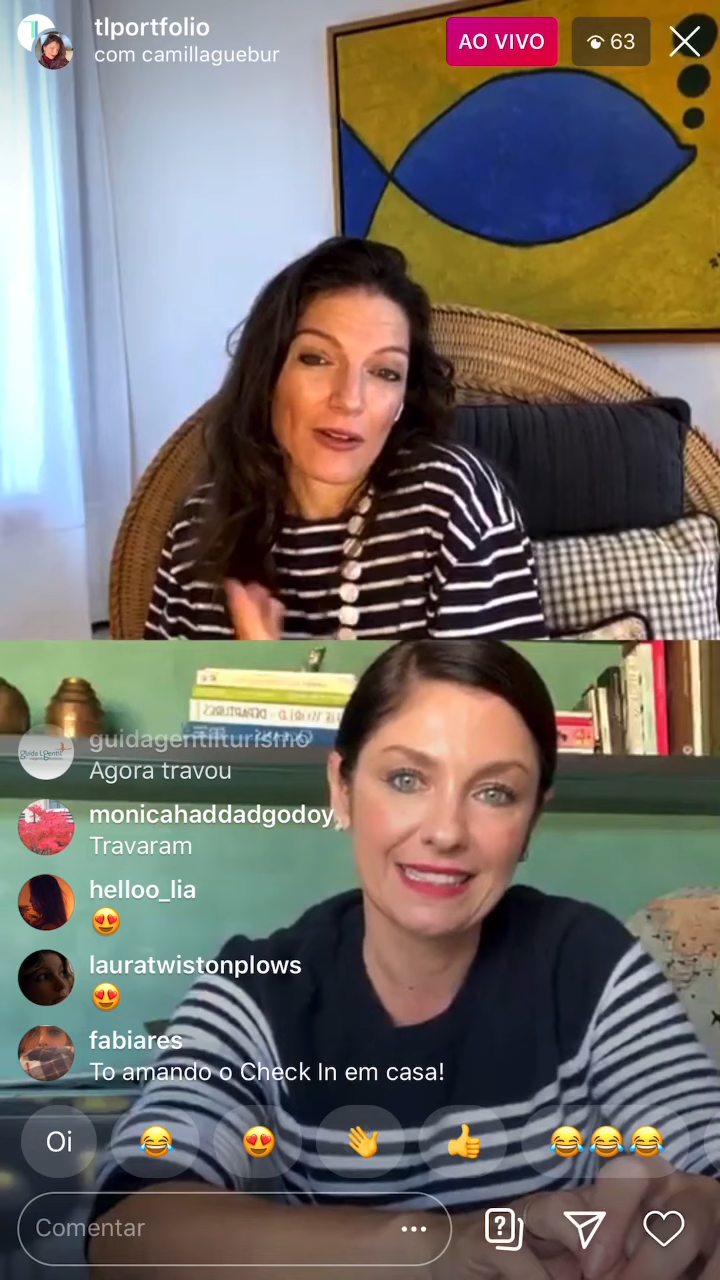 tlportfolio
com camillaguebur
AO VIVO
63
guidagentilturismo
Agora travou
monicahaddadgodoy
Travaram
helloo_lia
😍
lauratwistonplows
😍
fabiares
To amando o Check In em casa!
Oi 😂 😍 👋 👍 😂😂😂
Comentar